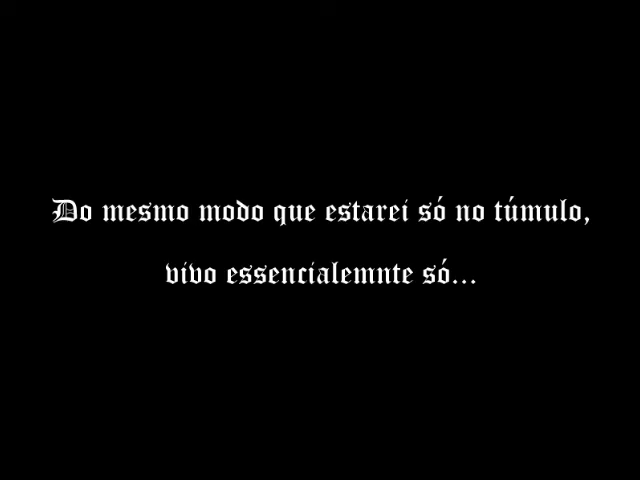 Do mesmo modo que estarei só no túmulo,
vivo essencialemnte só...